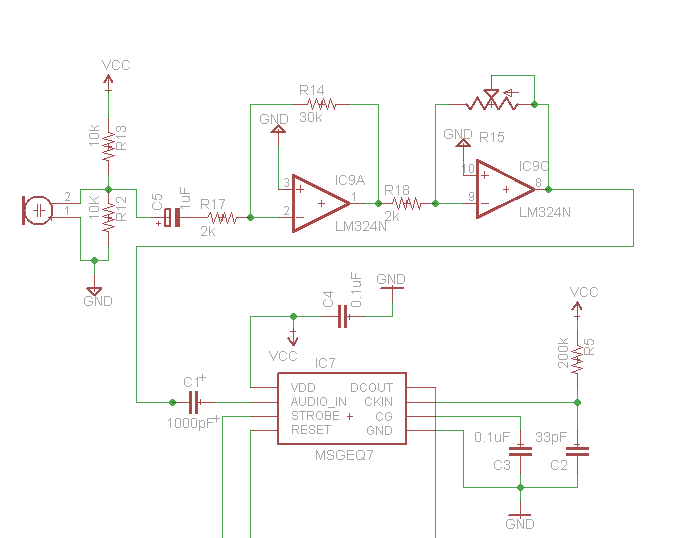 VCC
10k
R13
2
1
10K
R12
GND
C5
1uF
R17
2k
R14
30k
GND
3
2
1
IC9A
LM324N
R18
2k
GND
R15
10
9
8
IC9C
LM324N
C4
0.1uF
GND
VCC
VCC
200k
R5
C1
1000pF
IC7
VDD
DCOUT
AUDIO_IN
CKIN
STROBE
CG
RESET
GND
MSGEQ7
0.1uF
C3
33pF
C2
GND